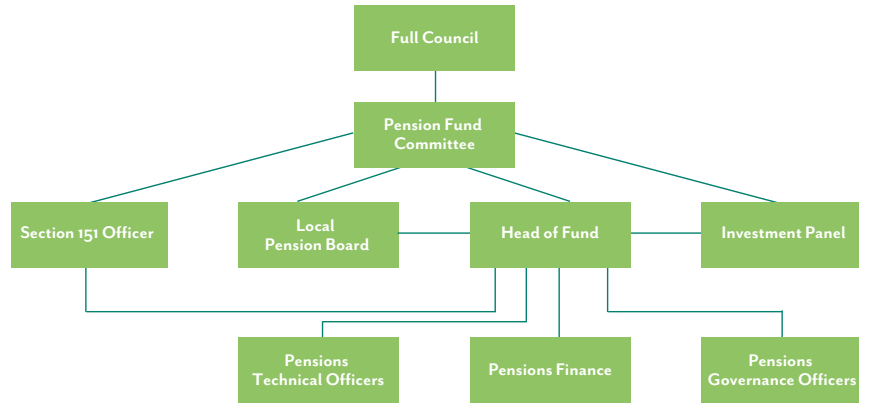 Full Council
Pension Fund
Committee
Section 151 Officer
Local
Pension Board
Head of Fund
Investment Panel
Pensions
Technical Officers
Pensions Finance
Pensions
Governance Officers